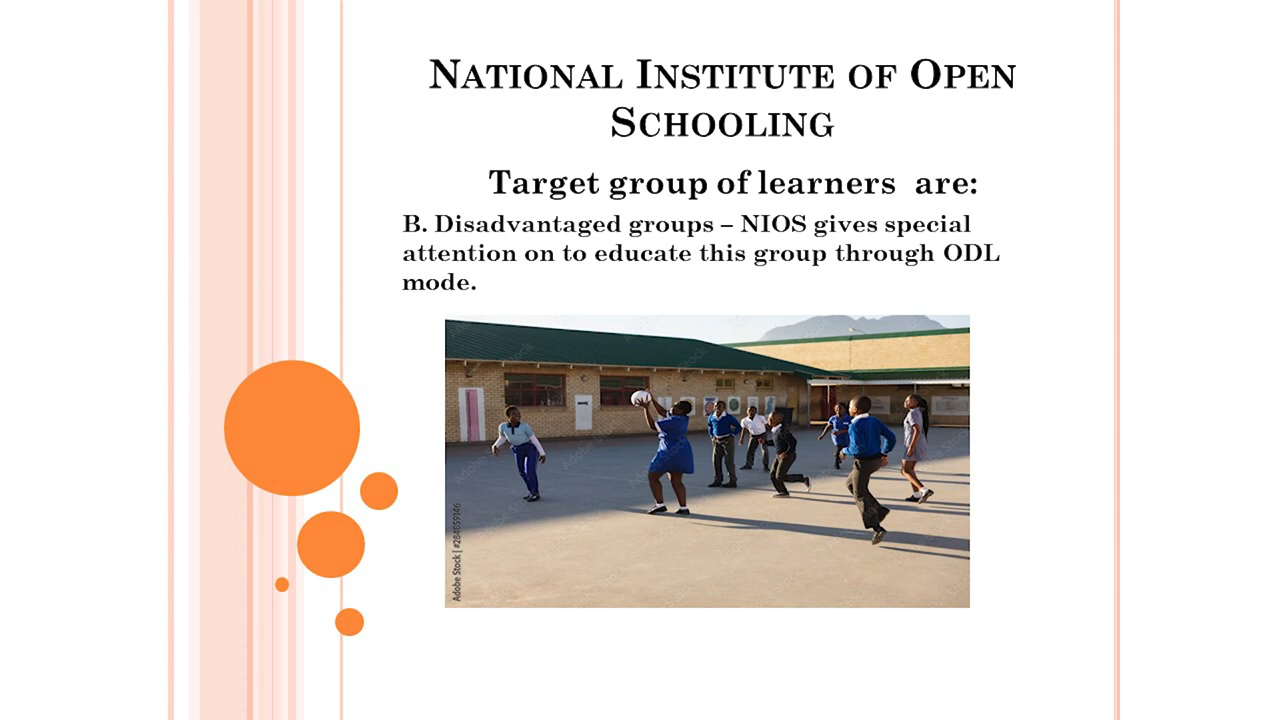 NATIONAL INSTITUTE OF OPEN
SCHOOLING
Target group of learners are:
B. Disadvantaged groups – NIOS gives special
attention on to educate this group through ODL
mode.
Adobe Stock | #284659146